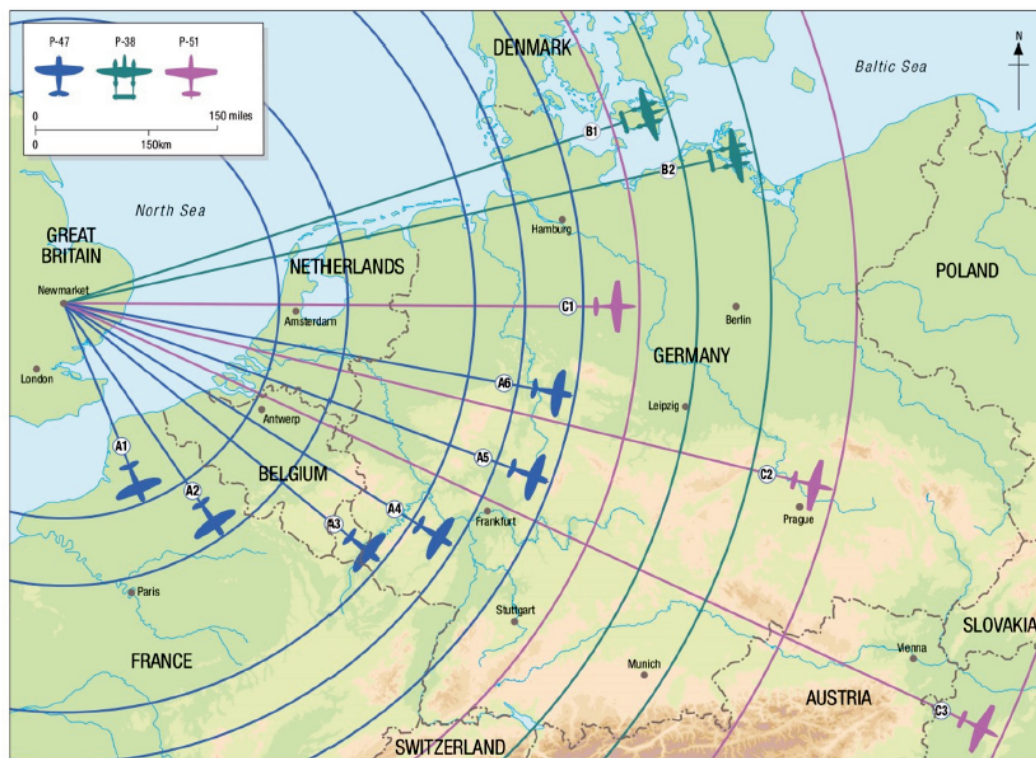 P-47 P-38 P-51
0 150 miles
0 150km
N
DENMARK
Baltic Sea
B1
B2
North Sea
Hamburg
GREAT
BRITAIN
NETHERLANDS
POLAND
Newmarket
Amsterdam
C1
Berlin
GERMANY
London
A6
Leipzig
Antwerp
A1
BELGIUM
A5
C2
A2
A3
A4
Frankfurt
Prague
Paris
Stuttgart
SLOVAKIA
FRANCE
Munich
Vienna
AUSTRIA
C3
SWITZERLAND